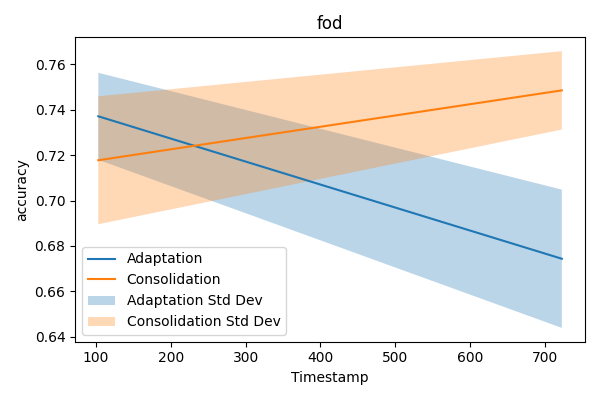 fod
accuracy
0.76
0.74
0.72
0.70
0.68
0.66
0.64
Adaptation
Consolidation
Adaptation Std Dev
Consolidation Std Dev
100 200 300 400 500 600 700
Timestamp